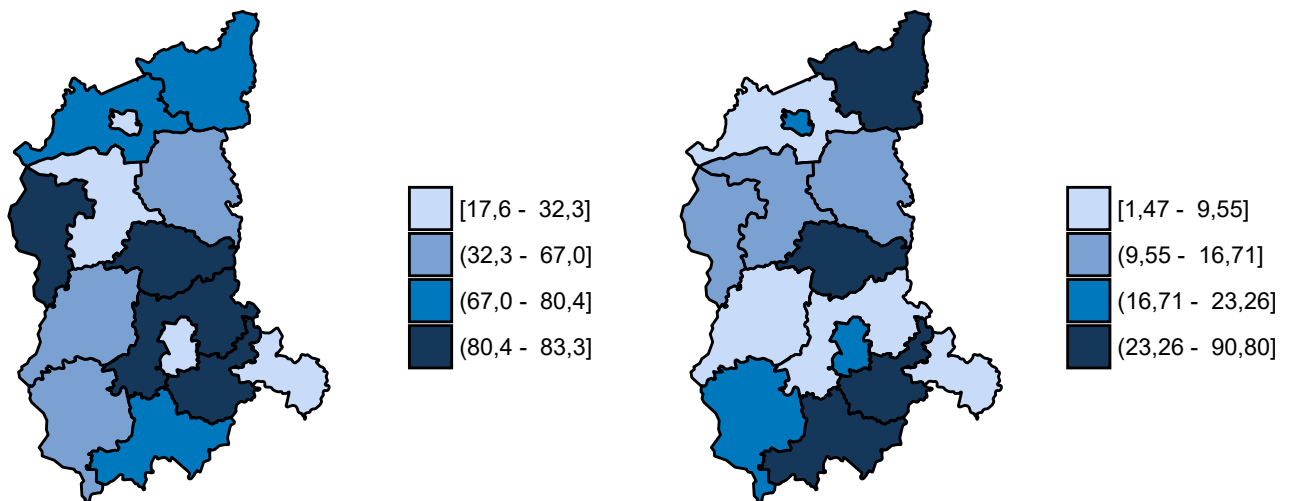 [17,6 - 32,3]
(32,3 - 67,0]
(67,0 - 80,4]
(80,4 - 83,3]
[1,47 - 9,55]
(9,55 - 16,71]
(16,71 - 23,26]
(23,26 - 90,80]